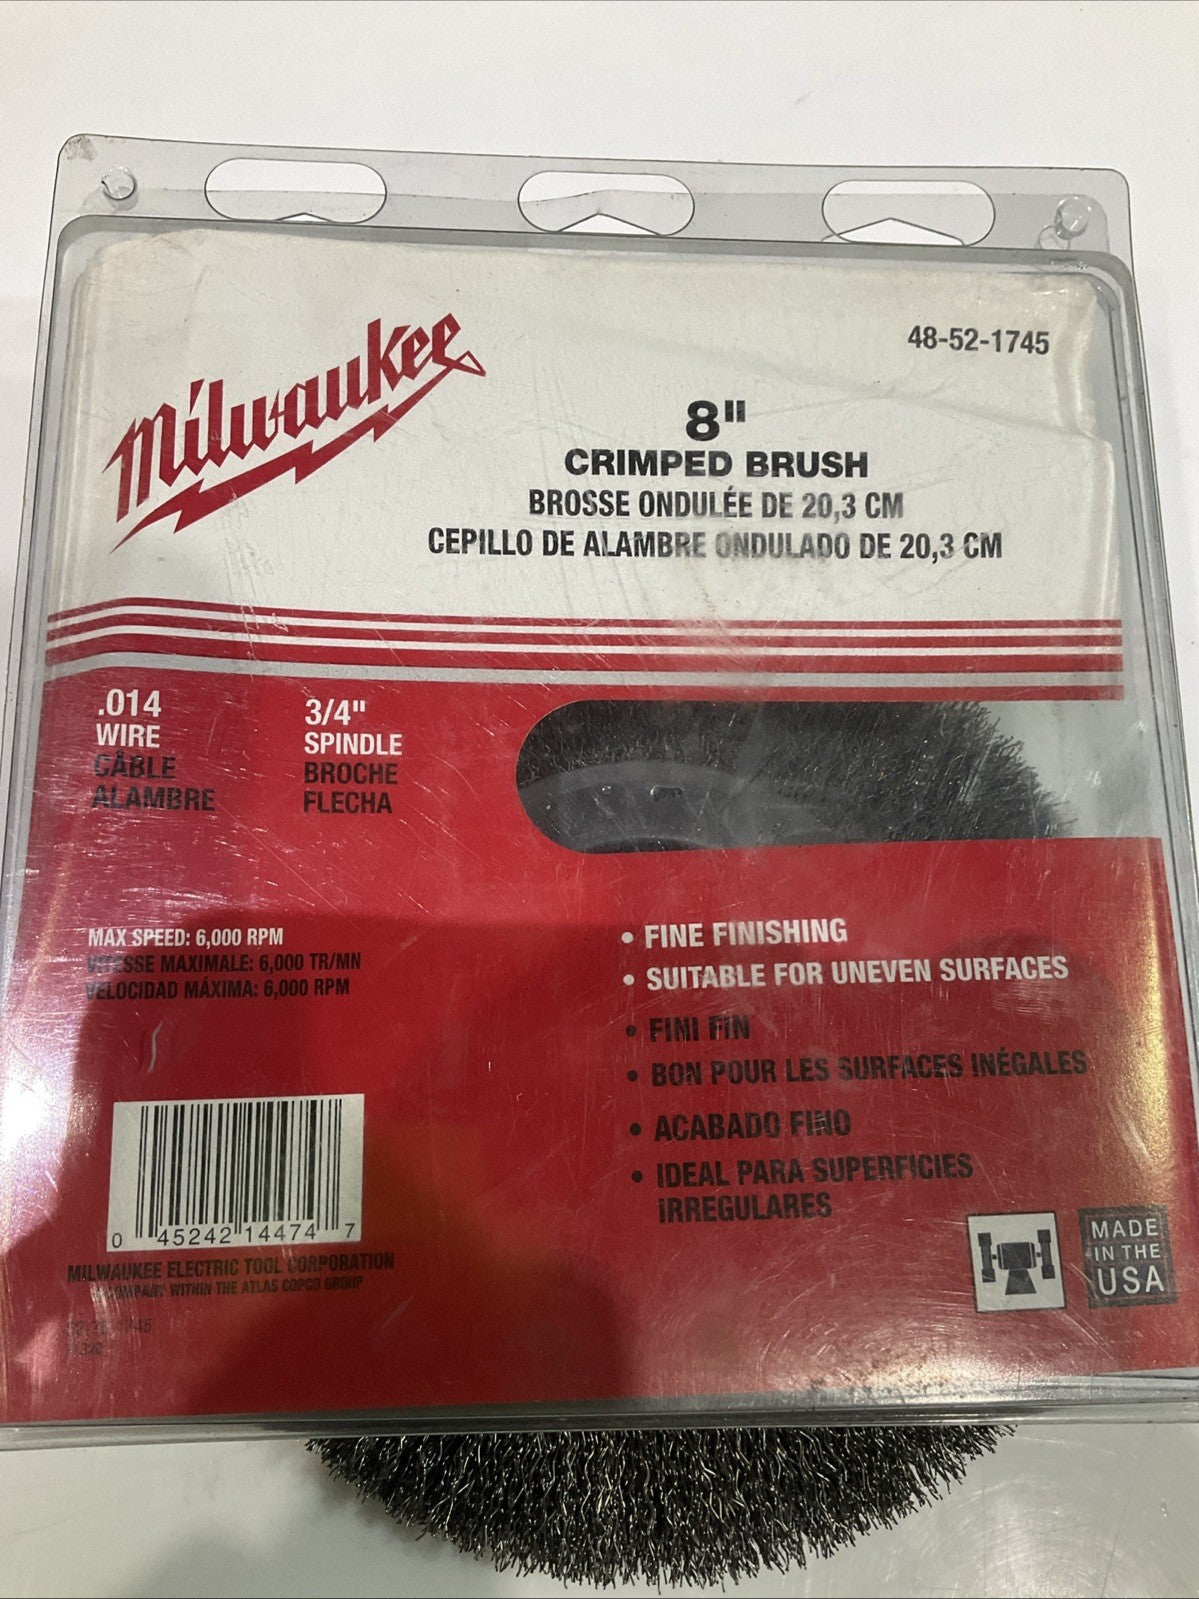 Milwaukee
48-52-1745
8"
CRIMPED BRUSH
BROSSE ONDULÉE DE 20,3 CM
CEPILLO DE ALAMBRE ONDULADO DE 20,3 CM
.014
WIRE
CÂBLE
ALAMBRE
3/4"
SPINDLE
BROCHE
FLECHA
MAX SPEED: 6,000 RPM
VITESSE MAXIMALE: 6,000 TR/MN
VELOCIDAD MÁXIMA: 6,000 RPM
• FINE FINISHING
• SUITABLE FOR UNEVEN SURFACES
• FINI FIN
• BON POUR LES SURFACES INÉGALES
• ACABADO FINO
• IDEAL PARA SUPERFICIES
IRREGULARES
0 45242 14474 7
MILWAUKEE ELECTRIC TOOL CORPORATION
A COMPANY WITHIN THE ATLAS COPCO GROUP
MADE
IN THE
USA